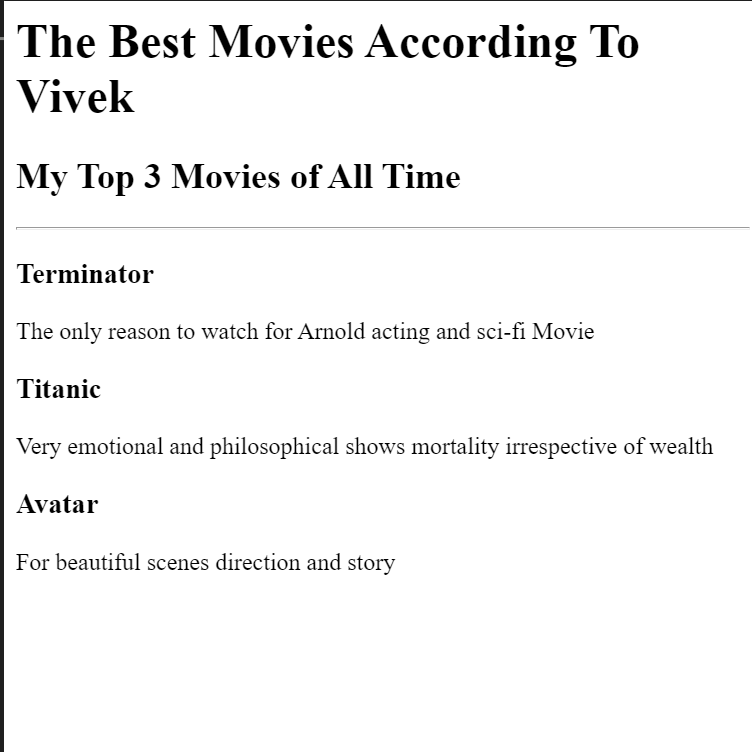 The Best Movies According To
Vivek
My Top 3 Movies of All Time
Terminator
The only reason to watch for Arnold acting and sci-fi Movie
Titanic
Very emotional and philosophical shows mortality irrespective of wealth
Avatar
For beautiful scenes direction and story